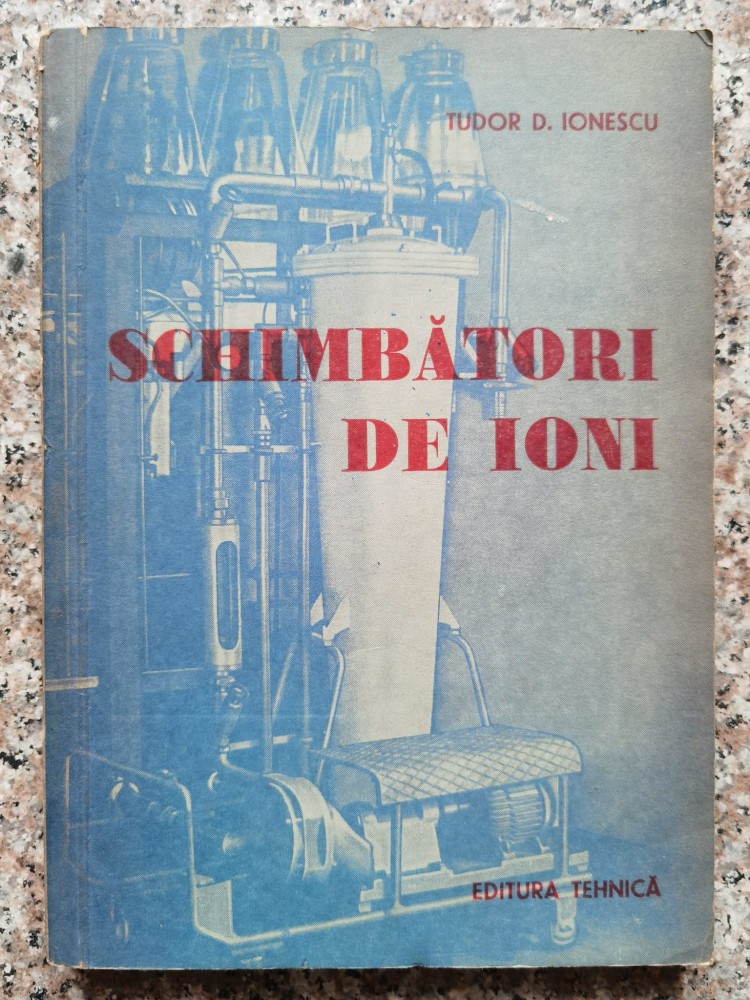 TUDOR D. IONESCU
SCHIMBĂTORI
DE IONI
EDITURA TEHNICĂ